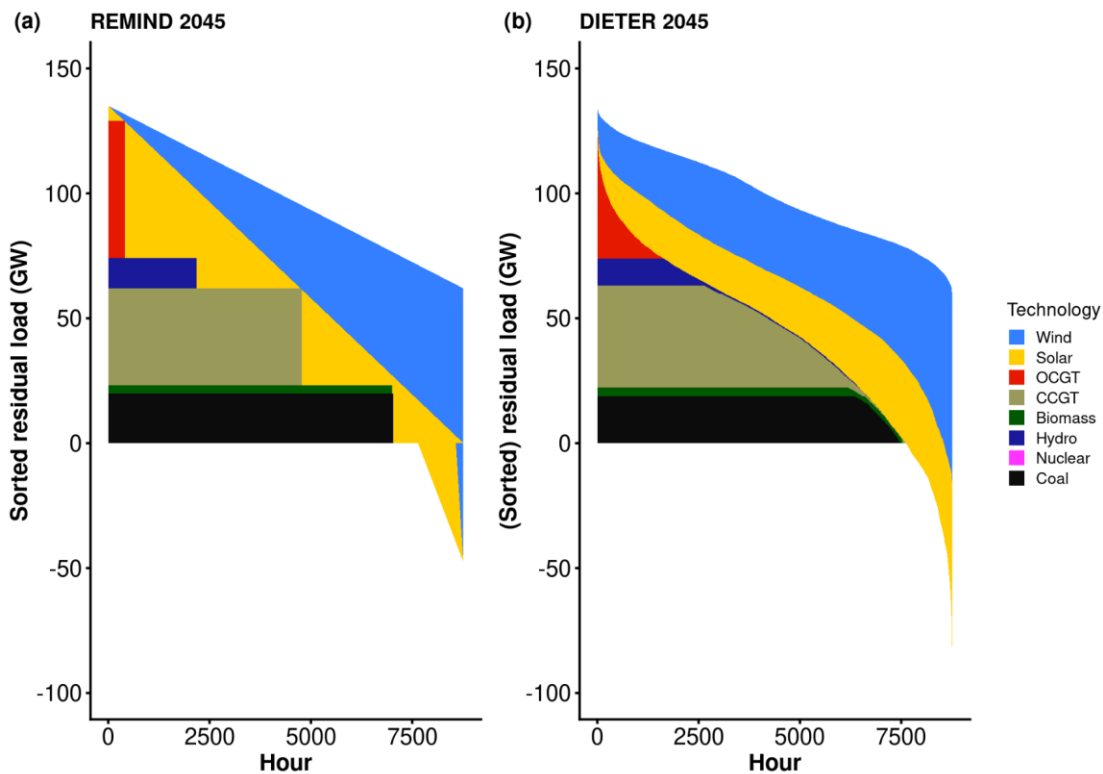 (a) REMIND 2045
(b) DIETER 2045
Sorted residual load (GW)
150
100
50
0
-50
-100
0 2500 5000 7500
Hour
(Sorted) residual load (GW)
150
100
50
0
-50
-100
0 2500 5000 7500
Hour
Technology
Wind
Solar
OCGT
CCGT
Biomass
Hydro
Nuclear
Coal